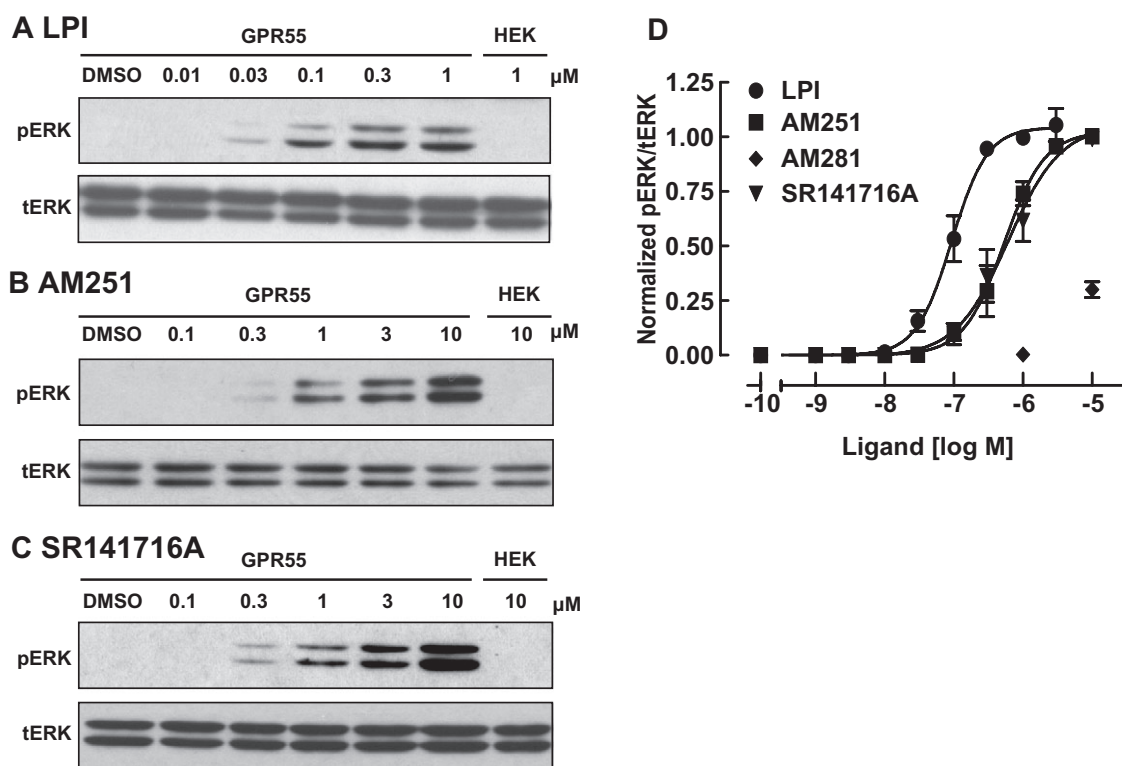 A LPI
GPR55 HEK
DMSO 0.01 0.03 0.1 0.3 1 1 µM
pERK
tERK
B AM251
GPR55 HEK
DMSO 0.1 0.3 1 3 10 10 µM
pERK
tERK
C SR141716A
GPR55 HEK
DMSO 0.1 0.3 1 3 10 10 µM
pERK
tERK
D
Normalized pERK/tERK
1.25
1.00
0.75
0.50
0.25
0.00
LPI
AM251
AM281
SR141716A
-10 -9 -8 -7 -6 -5
Ligand [log M]